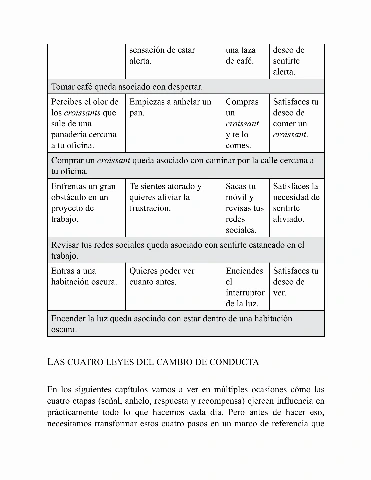 sensación de estar una taza deseo de
alerta. de café. sentirte
alerta.
Tomar café queda asociado con despertar.
Percibes el olor de Empiezas a anhelar un Compras Satisfaces tu
los croissants que pan. un deseo de
sale de una croissant comer un
panadería cercana y te lo croissant.
a tu oficina. comes.
Comprar un croissant queda asociado con caminar por la calle cercana a
tu oficina.
Enfrentas un gran Te sientes atorado y Sacas tu Satisfaces la
obstáculo en un quieres aliviar la móvil y necesidad de
proyecto de frustración. revisas tus sentirte
trabajo. redes aliviado.
sociales.
Revisar tus redes sociales queda asociado con sentirte estancado en el
trabajo.
Entras a una Quieres poder ver Enciendes Satisfaces tu
habitación oscura. cuanto antes. el deseo de
interruptor ver.
de la luz.
Encender la luz queda asociado con estar dentro de una habitación
oscura.
LAS CUATRO LEYES DEL CAMBIO DE CONDUCTA
En los siguientes capítulos vamos a ver en múltiples ocasiones cómo las
cuatro etapas (señal, anhelo, respuesta y recompensa) ejercen influencia en
prácticamente todo lo que hacemos cada día. Pero antes de hacer eso,
necesitamos transformar estos cuatro pasos en un marco de referencia que